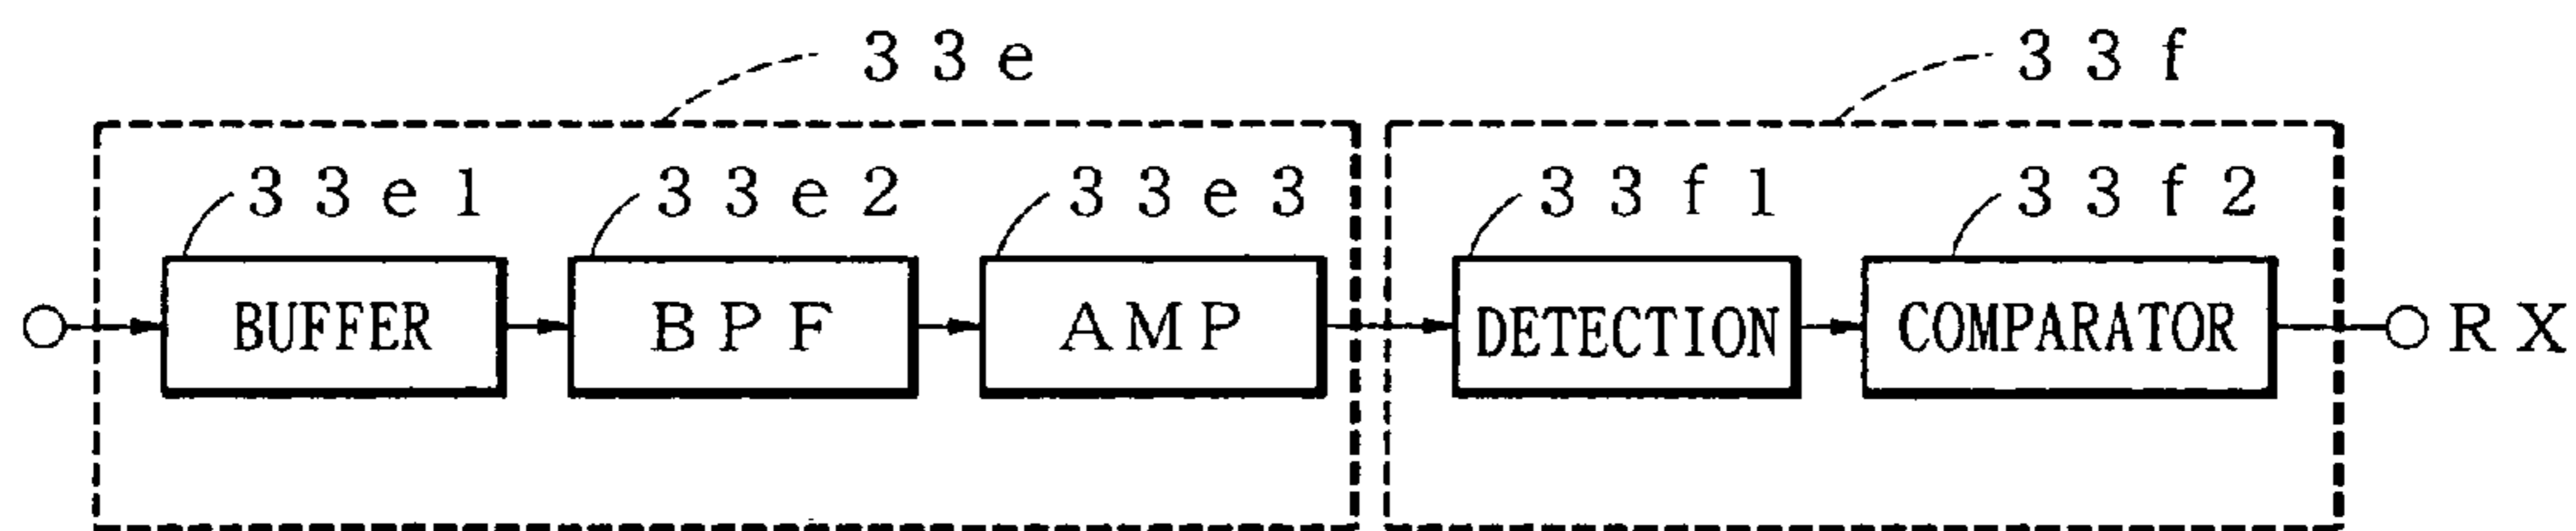 33e 33f
33e1 33e2 33e3 33f1 33f2
BUFFER BPF AMP DETECTION COMPARATOR RX